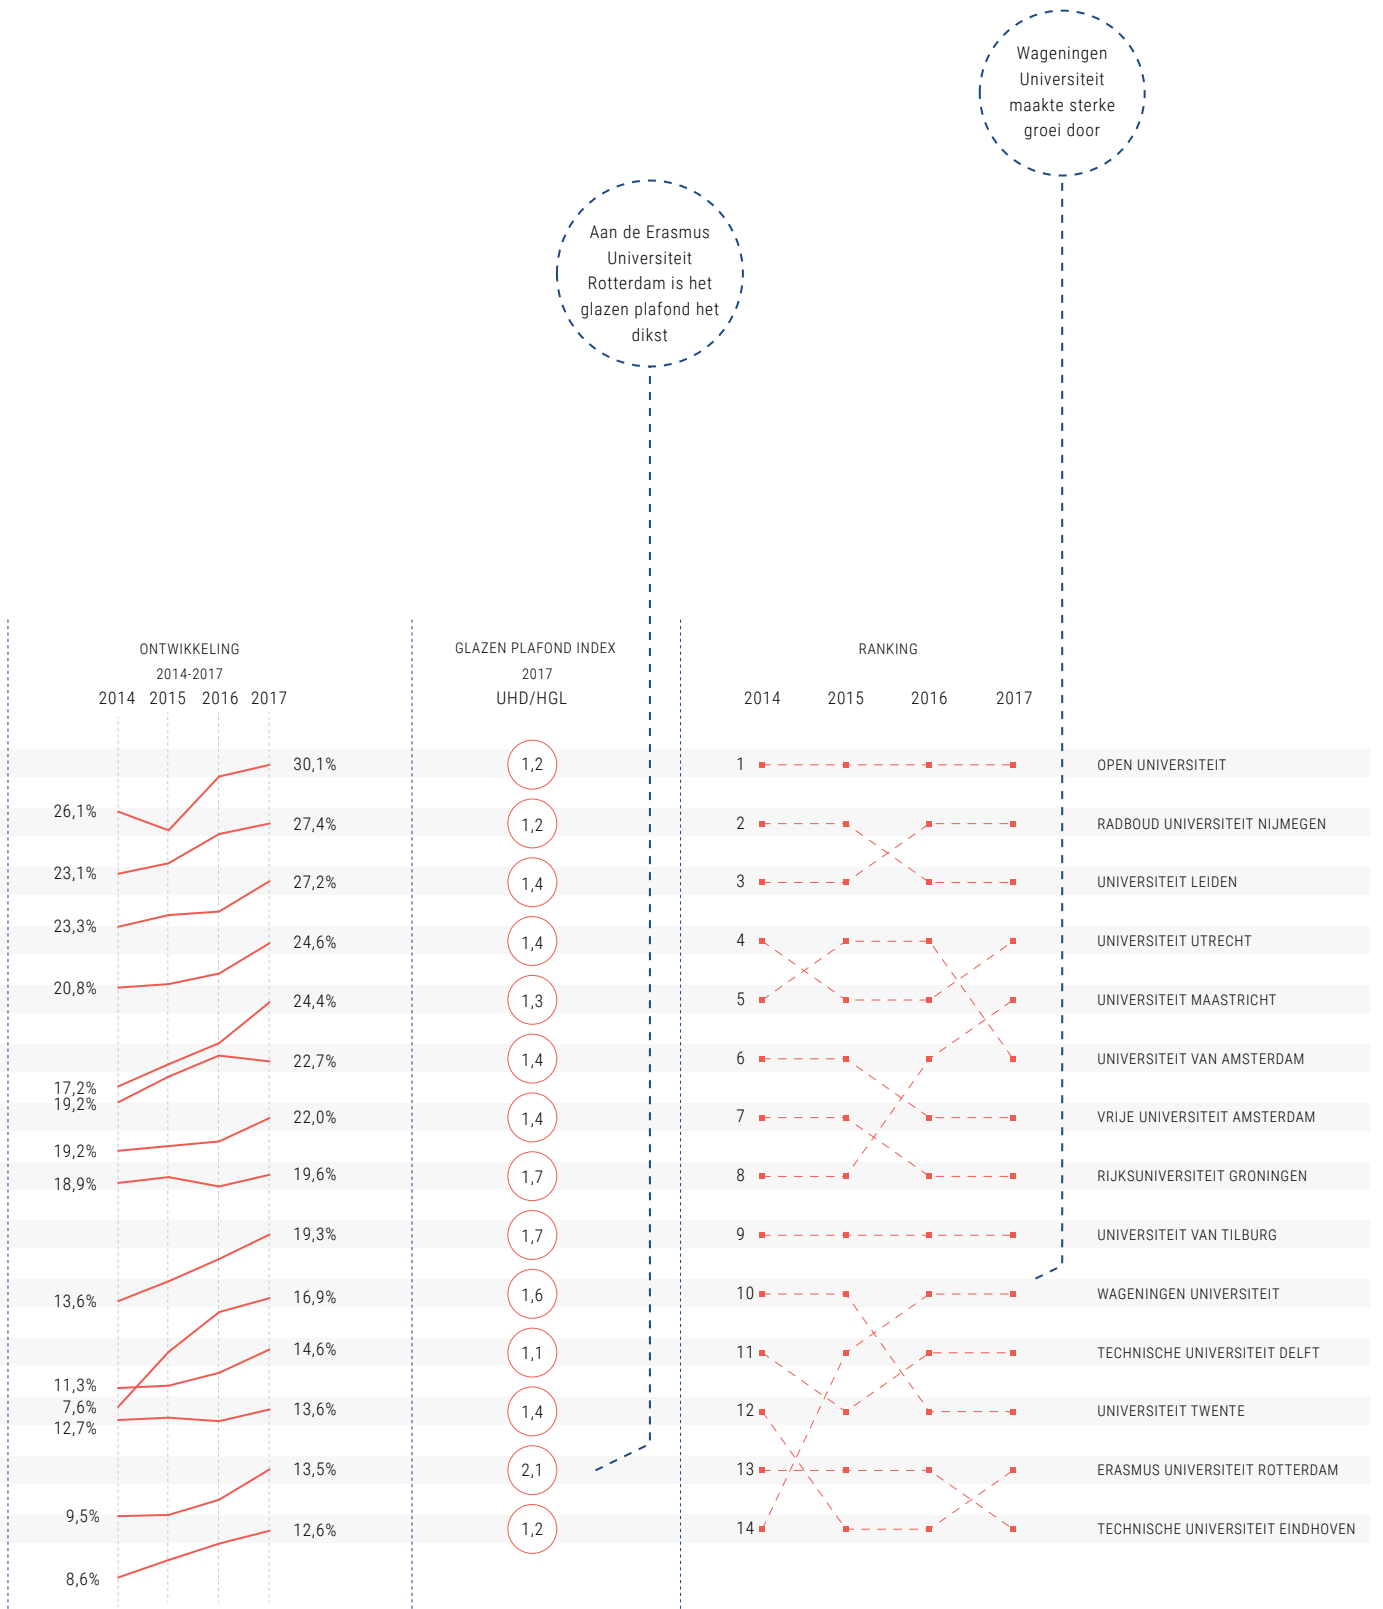 Wageningen
Universiteit
maakte sterke
groei door
Aan de Erasmus
Universiteit
Rotterdam is het
glazen plafond het
dikst
ONTWIKKELING
2014-2017
2014 2015 2016 2017
GLAZEN PLAFOND INDEX
2017
UHD/HGL
RANKING
2014 2015 2016 2017
30,1% 1,2 1 OPEN UNIVERSITEIT
26,1%
27,4% 1,2 2 RADBOUD UNIVERSITEIT NIJMEGEN
23,1%
27,2% 1,4 3 UNIVERSITEIT LEIDEN
23,3%
24,6% 1,4 4 UNIVERSITEIT UTRECHT
20,8%
24,4% 1,3 5 UNIVERSITEIT MAASTRICHT
22,7% 1,4 6 UNIVERSITEIT VAN AMSTERDAM
17,2%
19,2%
22,0% 1,4 7 VRIJE UNIVERSITEIT AMSTERDAM
19,2%
19,6% 1,7 8 RIJKSUNIVERSITEIT GRONINGEN
18,9%
19,3% 1,7 9 UNIVERSITEIT VAN TILBURG
13,6%
16,9% 1,6 10 WAGENINGEN UNIVERSITEIT
14,6% 1,1 11 TECHNISCHE UNIVERSITEIT DELFT
11,3%
7,6%
13,6% 1,4 12 UNIVERSITEIT TWENTE
12,7%
13,5% 2,1 13 ERASMUS UNIVERSITEIT ROTTERDAM
9,5%
12,6% 1,2 14 TECHNISCHE UNIVERSITEIT EINDHOVEN
8,6%